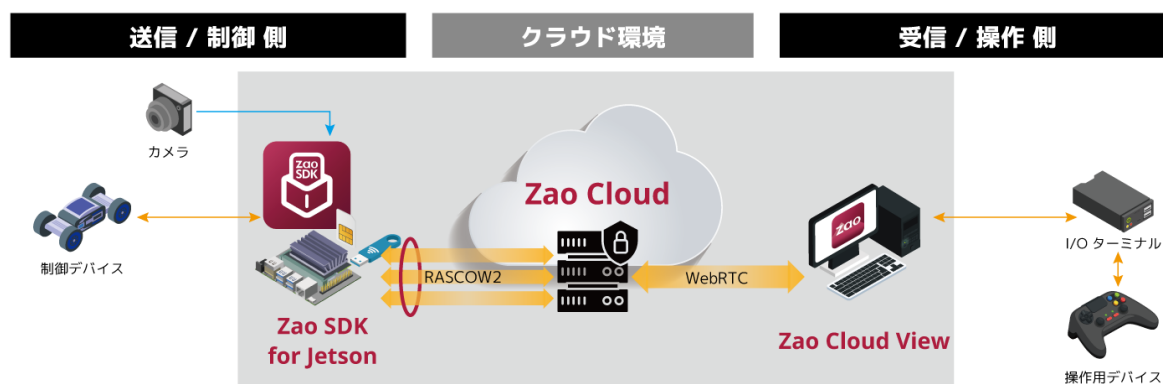 送信 / 制御 側
クラウド環境
受信 / 操作 側
カメラ
zao
SDK
制御デバイス
Zao Cloud
zao
I/O ターミナル
RASCOW2
WebRTC
Zao SDK
for Jetson
Zao Cloud View
操作用デバイス